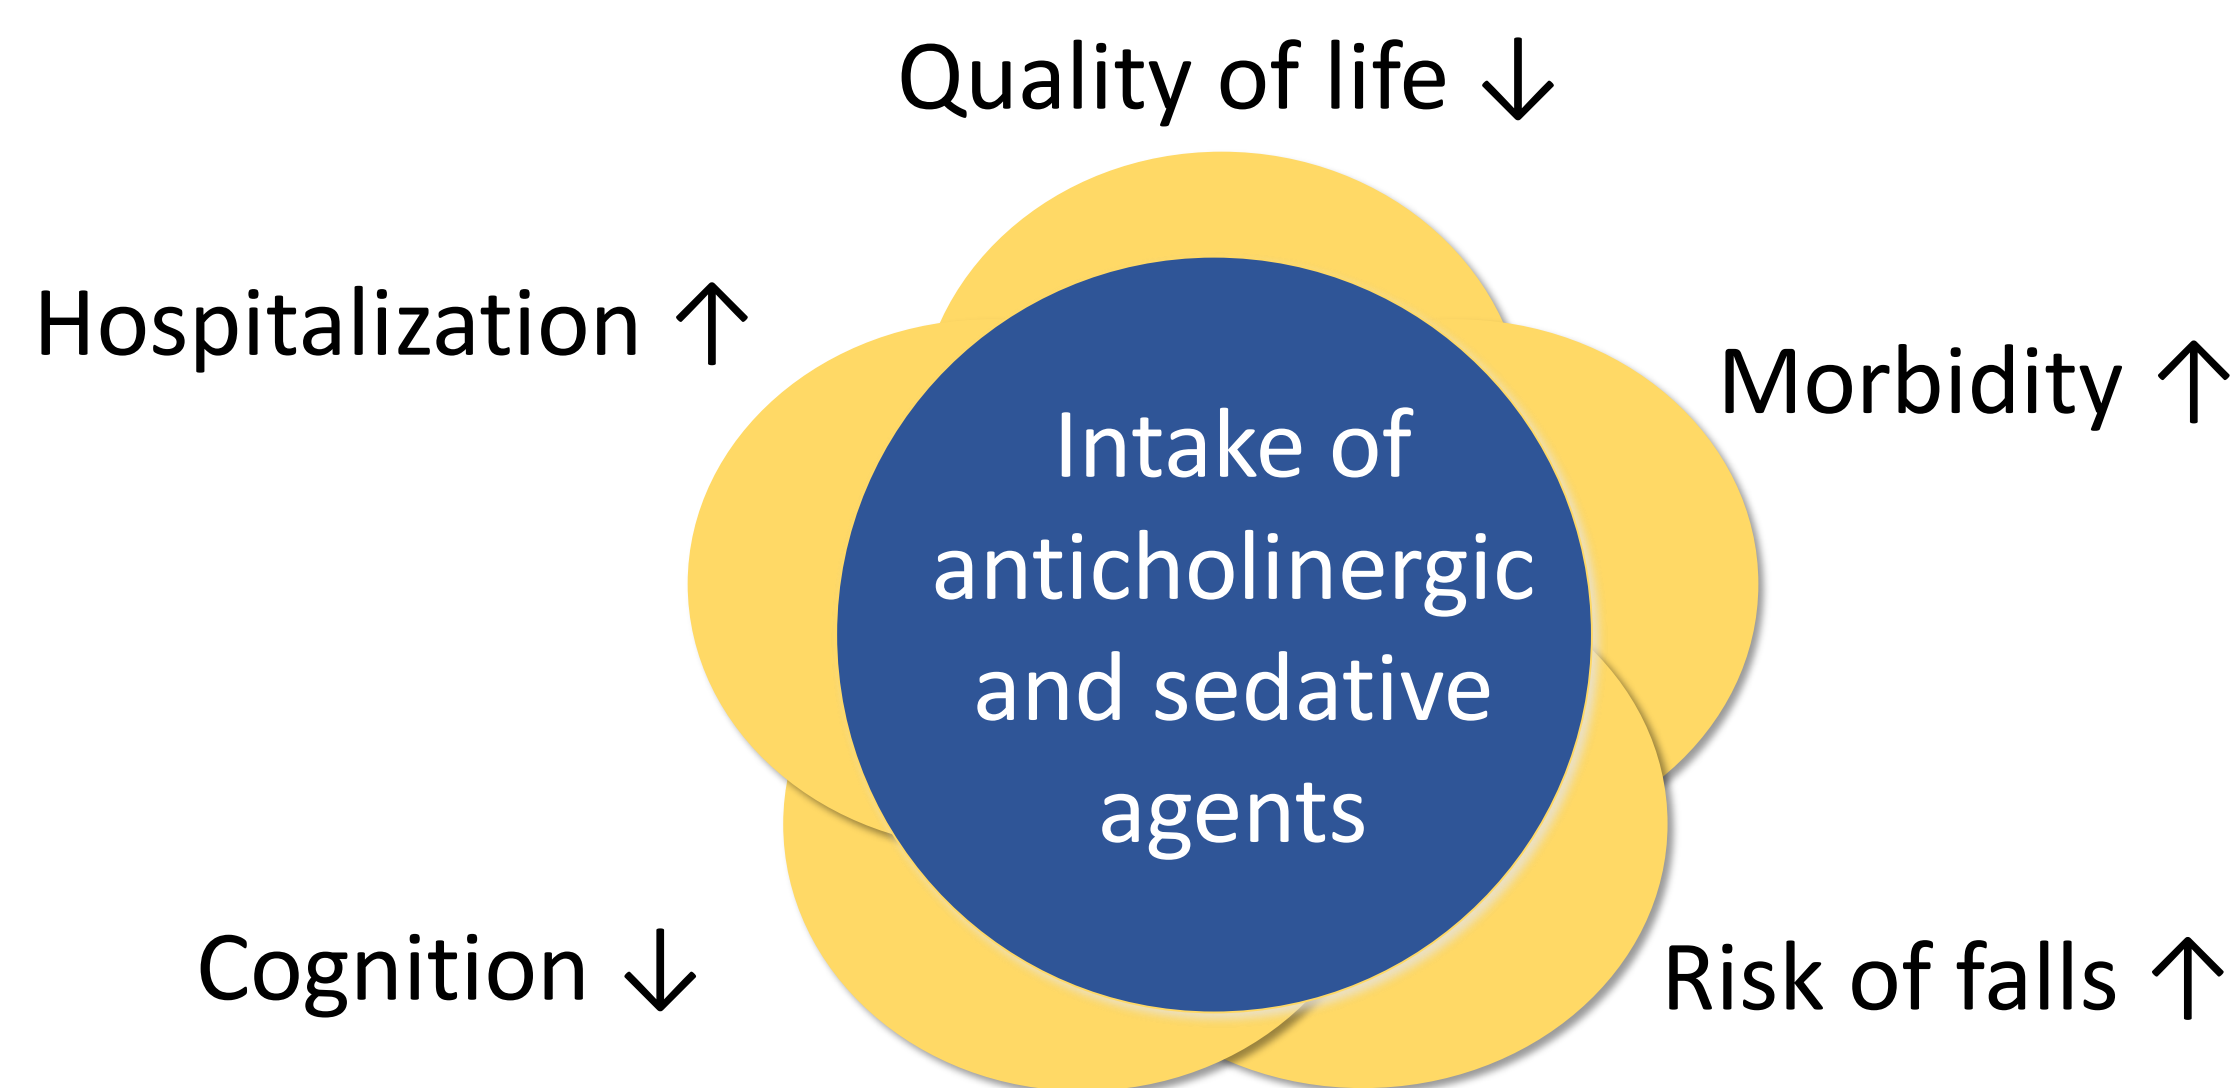 Quality of life ↓
Hospitalization ↑
Morbidity ↑
Intake of
anticholinergic
and sedative
agents
Cognition ↓
Risk of falls ↑